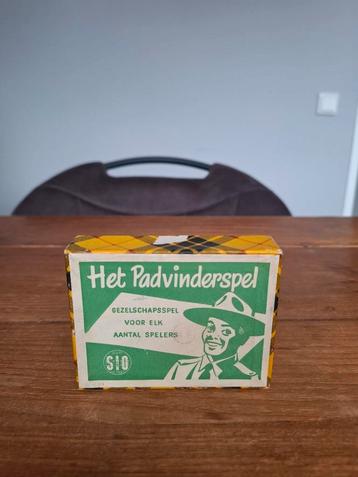 Het Padvinderspel
GEZELSCHAPSSPEL
VOOR ELK
AANTAL SPELERS
SIO